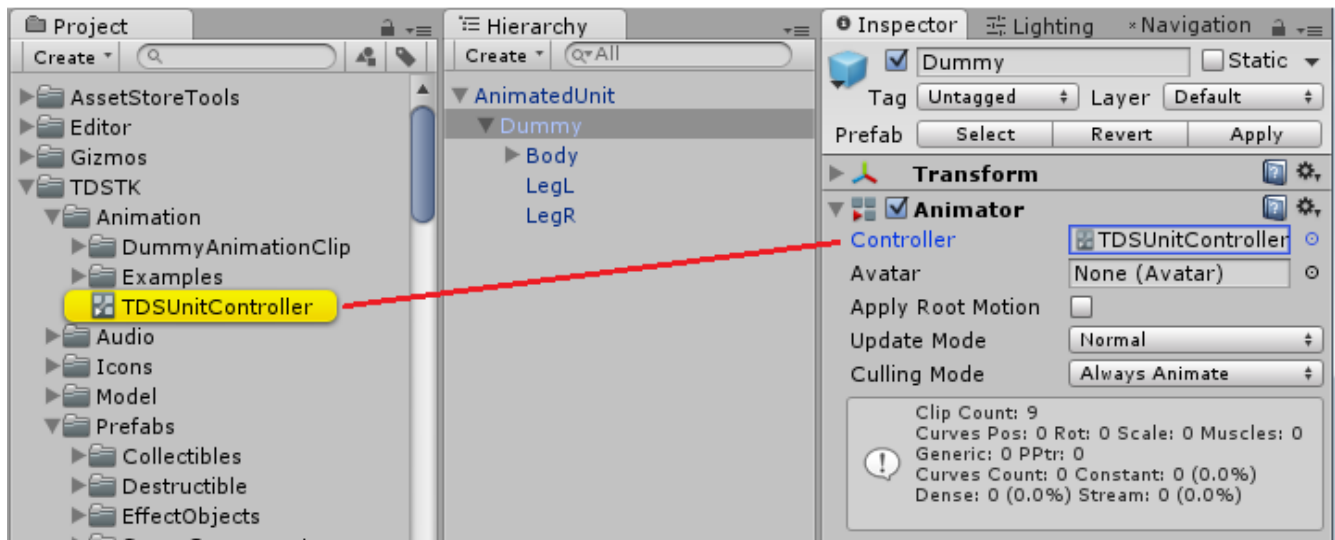 Project
Create
AssetStoreTools
Editor
Gizmos
TDSTK
Animation
DummyAnimationClip
Examples
TDSUnitController
Audio
Icons
Model
Prefabs
Collectibles
Destructible
EffectObjects
Hierarchy
Create All
AnimatedUnit
Dummy
Body
LegL
LegR
Inspector Lighting Navigation
Dummy Static
Tag Untagged Layer Default
Prefab Select Revert Apply
Transform
Animator
Controller TDSUnitController
Avatar None (Avatar)
Apply Root Motion
Update Mode Normal
Culling Mode Always Animate
Clip Count: 9
Curves Pos: 0 Rot: 0 Scale: 0 Muscles: 0
Generic: 0 PPtr: 0
Curves Count: 0 Constant: 0 (0.0%)
Dense: 0 (0.0%) Stream: 0 (0.0%)